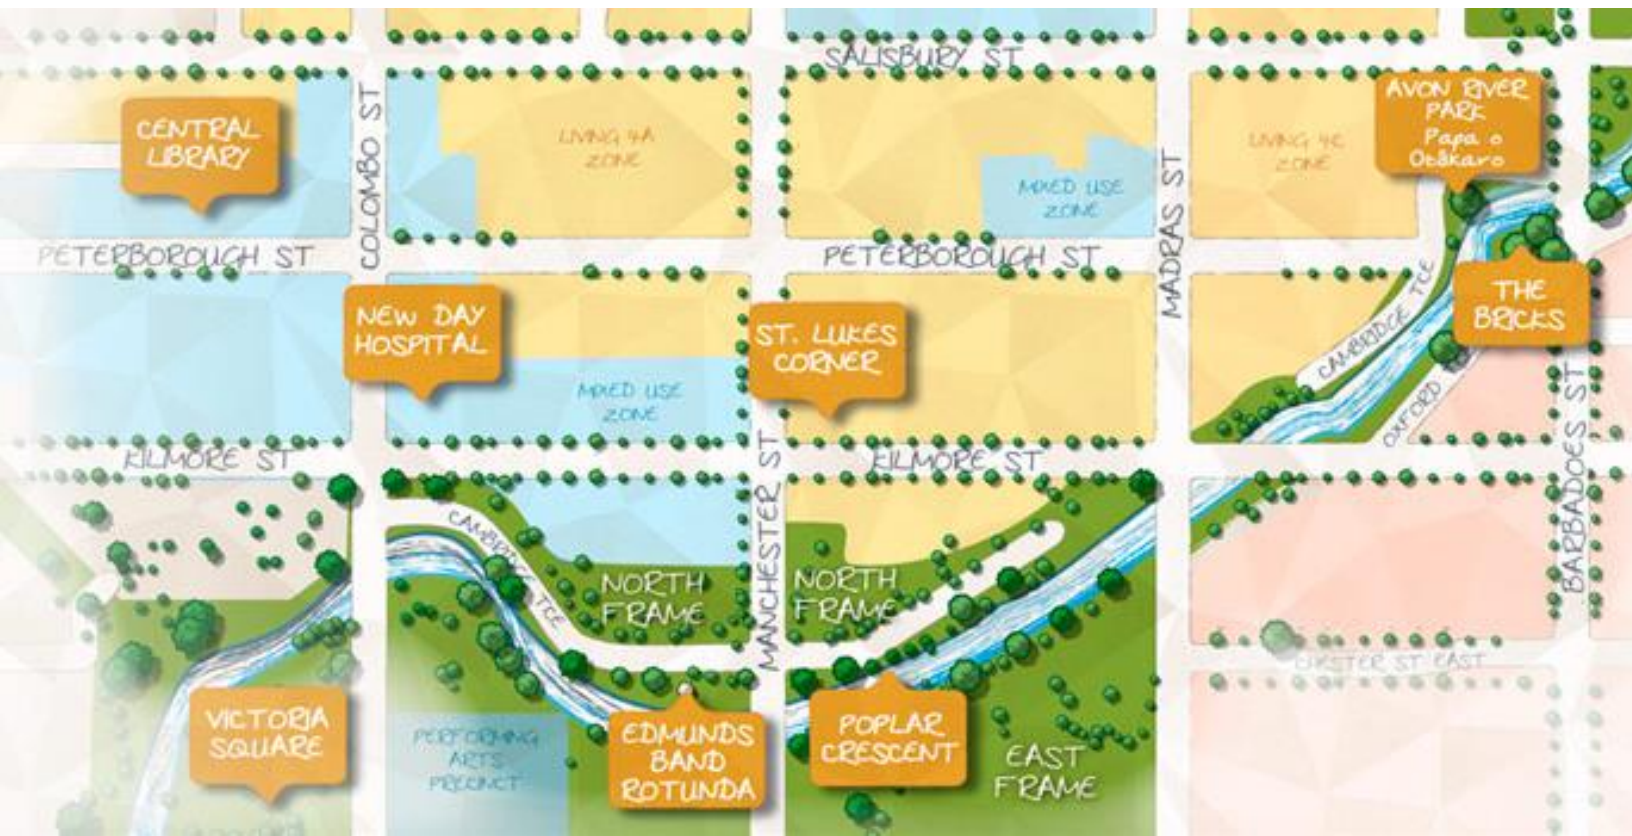 SALISBURY ST
CENTRAL
LIBRARY
COLOMBO ST
LIVING 4A
ZONE
MIXED USE
ZONE
MADRAS ST
LIVING 4C
ZONE
AVON RIVER
PARK
Papa o
Otākaro
PETERBOROUGH ST
PETERBOROUGH ST
NEW DAY
HOSPITAL
MIXED USE
ZONE
ST. LUKES
CORNER
CAMBRIDGE TCE
OXFORD
THE
BRICKS
BARBADOES ST
KILMORE ST
KILMORE ST
MANCHESTER ST
CAMBRIDGE TCE
NORTH
FRAME
NORTH
FRAME
CHESTER ST EAST
VICTORIA
SQUARE
PERFORMING
ARTS
PRECINCT
EDMUNDS
BAND
ROTUNDA
POPLAR
CRESCENT
EAST
FRAME